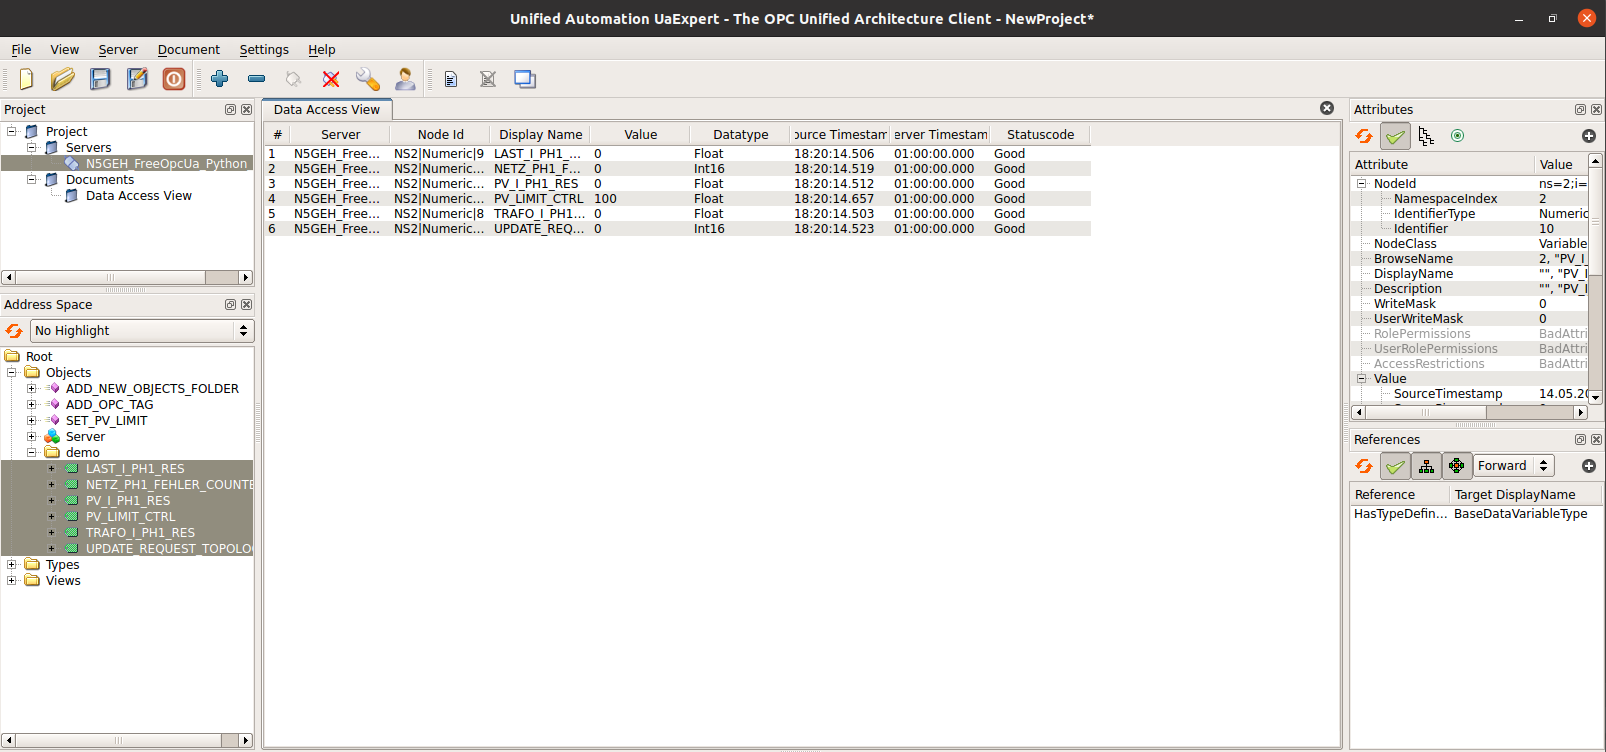 Unified Automation UaExpert - The OPC Unified Architecture Client - NewProject*
File View Server Document Settings Help
Project
Project
Servers
N5GEH_FreeOpcUa_Python
Documents
Data Access View
Address Space
No Highlight
Root
Objects
ADD_NEW_OBJECTS_FOLDER
ADD_OPC_TAG
SET_PV_LIMIT
Server
demo
LAST_I_PH1_RES
NETZ_PH1_FEHLER_COUNTE
PV_I_PH1_RES
PV_LIMIT_CTRL
TRAFO_I_PH1_RES
UPDATE_REQUEST_TOPOLO
Types
Views
Data Access View
# Server Node Id Display Name Value Datatype ource Timestam erver Timestam Statuscode
1 N5GEH_Free... NS2|Numeric|9 LAST_I_PH1_... 0 Float 18:20:14.506 01:00:00.000 Good
2 N5GEH_Free... NS2|Numeric... NETZ_PH1_F... 0 Int16 18:20:14.519 01:00:00.000 Good
3 N5GEH_Free... NS2|Numeric... PV_I_PH1_RES 0 Float 18:20:14.512 01:00:00.000 Good
4 N5GEH_Free... NS2|Numeric... PV_LIMIT_CTRL 100 Float 18:20:14.657 01:00:00.000 Good
5 N5GEH_Free... NS2|Numeric|8 TRAFO_I_PH1... 0 Float 18:20:14.503 01:00:00.000 Good
6 N5GEH_Free... NS2|Numeric... UPDATE_REQ... 0 Int16 18:20:14.523 01:00:00.000 Good
Attributes
Attribute Value
NodeId ns=2;i=
NamespaceIndex 2
IdentifierType Numeric
Identifier 10
NodeClass Variable
BrowseName 2, "PV_I_
DisplayName "", "PV_I
Description "", "PV_I
WriteMask 0
UserWriteMask 0
RolePermissions BadAttri
UserRolePermissions BadAttri
AccessRestrictions BadAttri
Value
SourceTimestamp 14.05.20
References
Forward
Reference Target DisplayName
HasTypeDefin... BaseDataVariableType